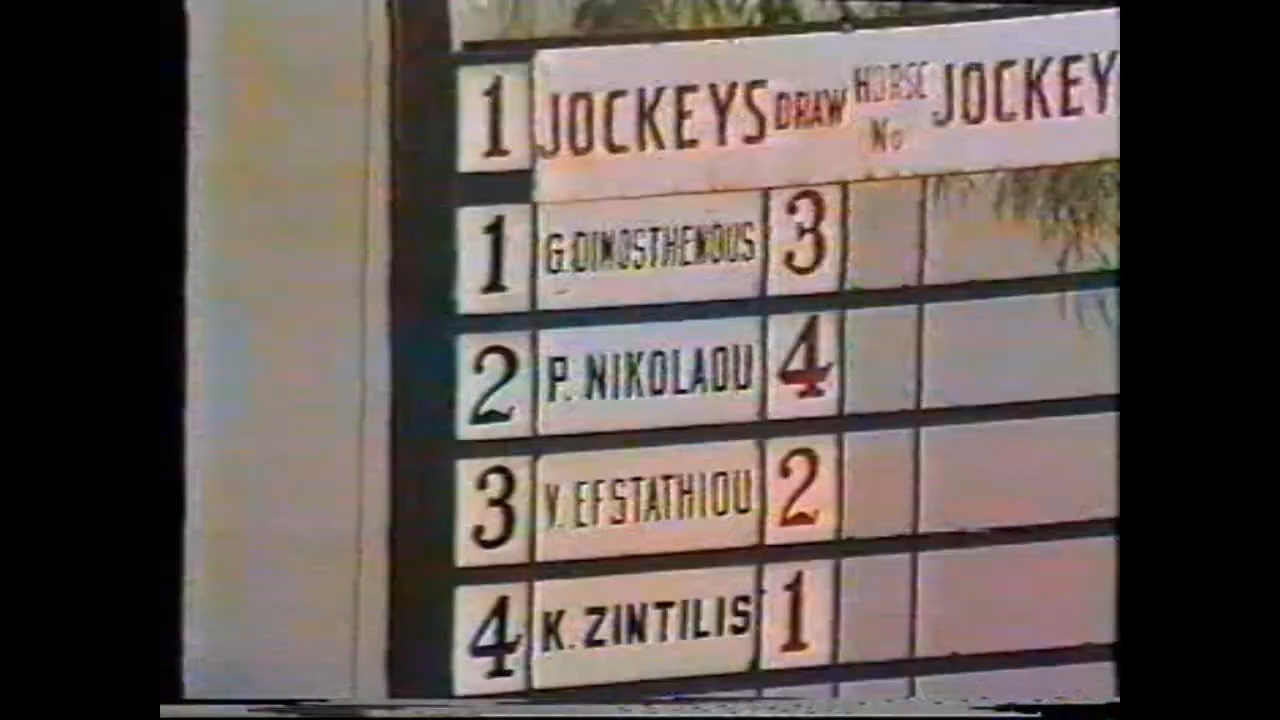 1 JOCKEYS DRAW HORSE No JOCKEY
1 G. DIMOSTHENOUS 3
2 P. NIKOLAOU 4
3 Y. EFSTATHIOU 2
4 K. ZINTILIS 1